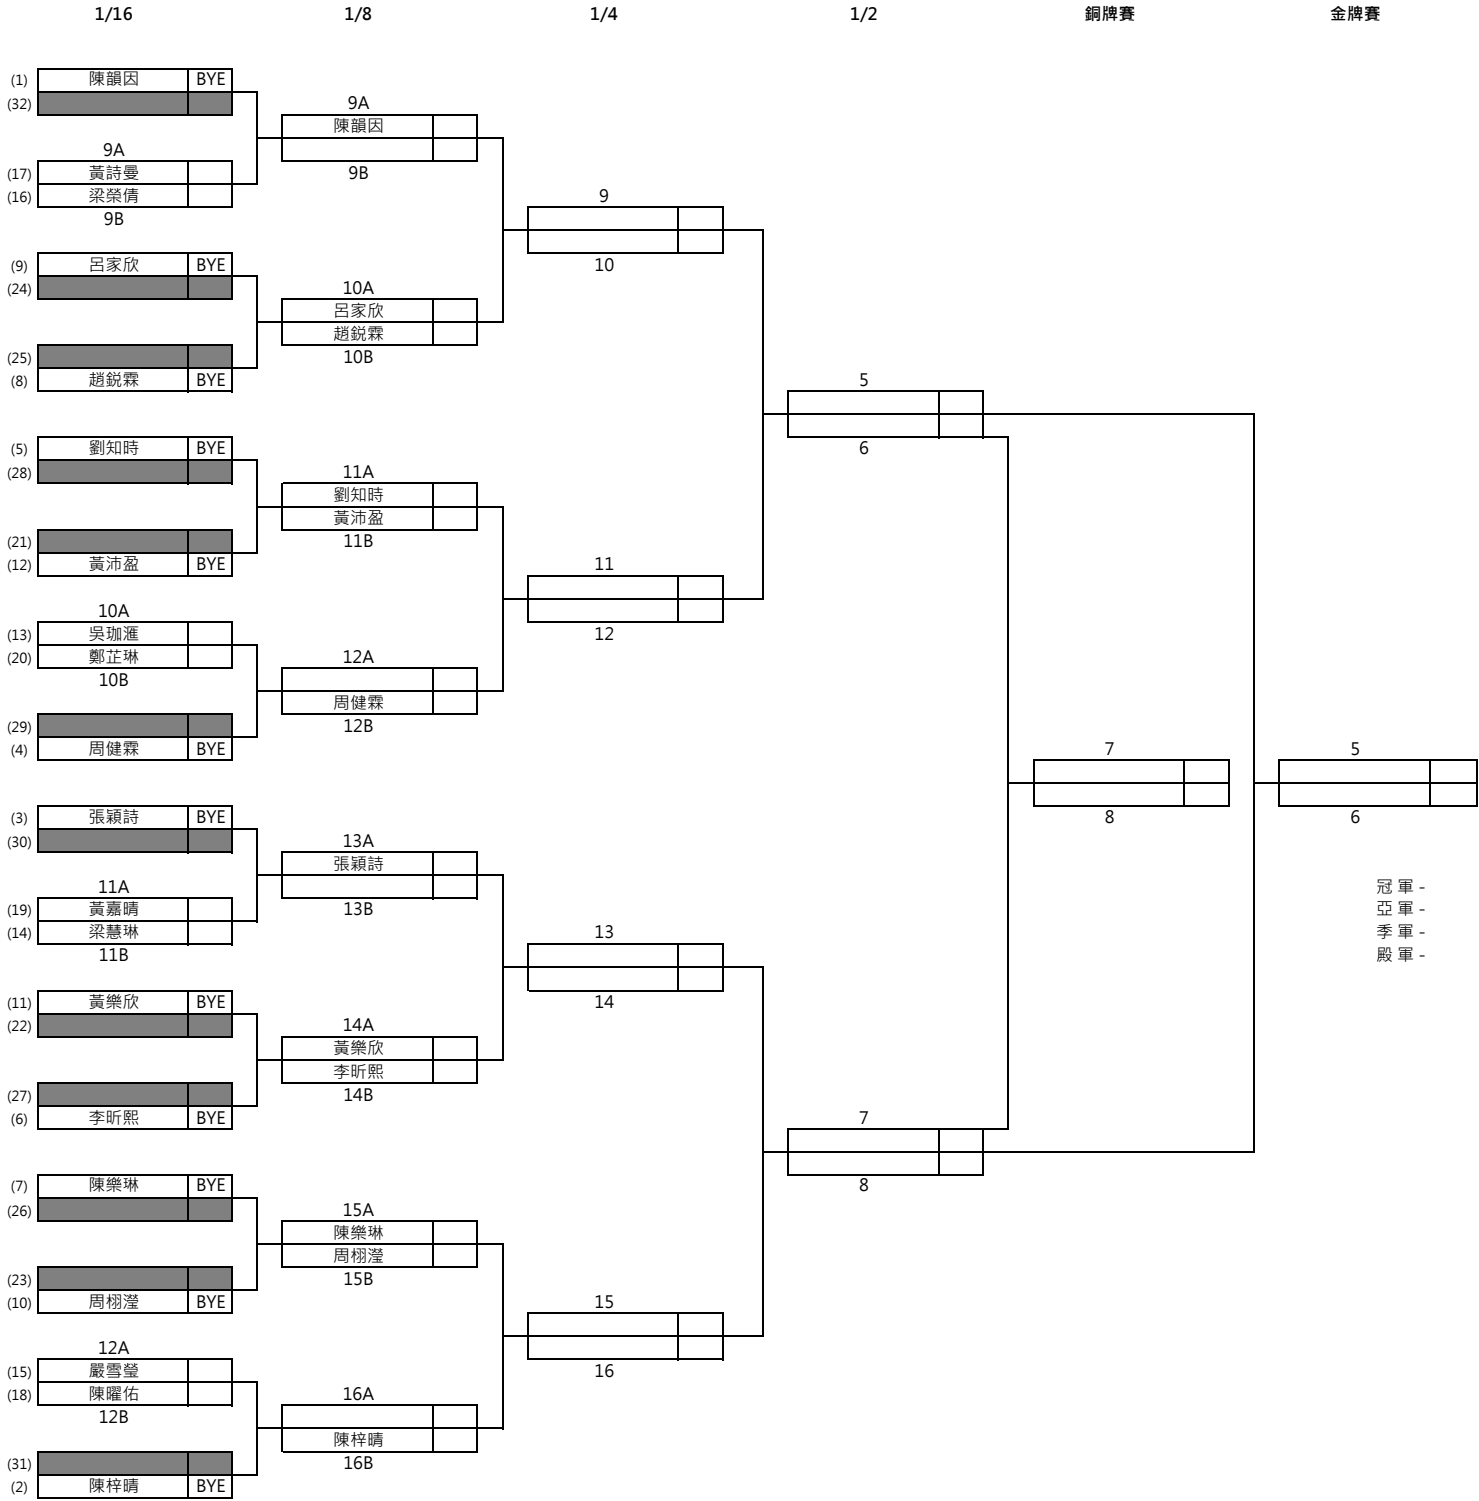 1/16 1/8 1/4 1/2 銅牌賽 金牌賽
(1) 陳韻因 BYE
(32)
9A
陳韻因
9A
9B
(17) 黃詩曼
(16) 梁榮倩
9B
9
10
(9) 呂家欣 BYE
(24)
10A
呂家欣
趙銳霖
10B
(25)
(8) 趙銳霖 BYE
5
6
(5) 劉知時 BYE
(28)
11A
劉知時
黃沛盈
11B
(21)
(12) 黃沛盈 BYE
11
12
10A
(13) 吳珈滙
(20) 鄭芷琳
10B
12A
周健霖
12B
(29)
(4) 周健霖 BYE
7 5
8 6
(3) 張穎詩 BYE
(30)
13A
張穎詩
13B
11A
(19) 黃嘉晴
(14) 梁慧琳
11B
冠 軍 -
亞 軍 -
季 軍 -
殿 軍 -
13
14
(11) 黃樂欣 BYE
(22)
14A
黃樂欣
李昕熙
14B
(27)
(6) 李昕熙 BYE
7
8
(7) 陳樂琳 BYE
(26)
15A
陳樂琳
周栩瀅
15B
(23)
(10) 周栩瀅 BYE
15
16
12A
(15) 嚴雪瑩
(18) 陳曜佑
12B
16A
陳梓晴
16B
(31)
(2) 陳梓晴 BYE